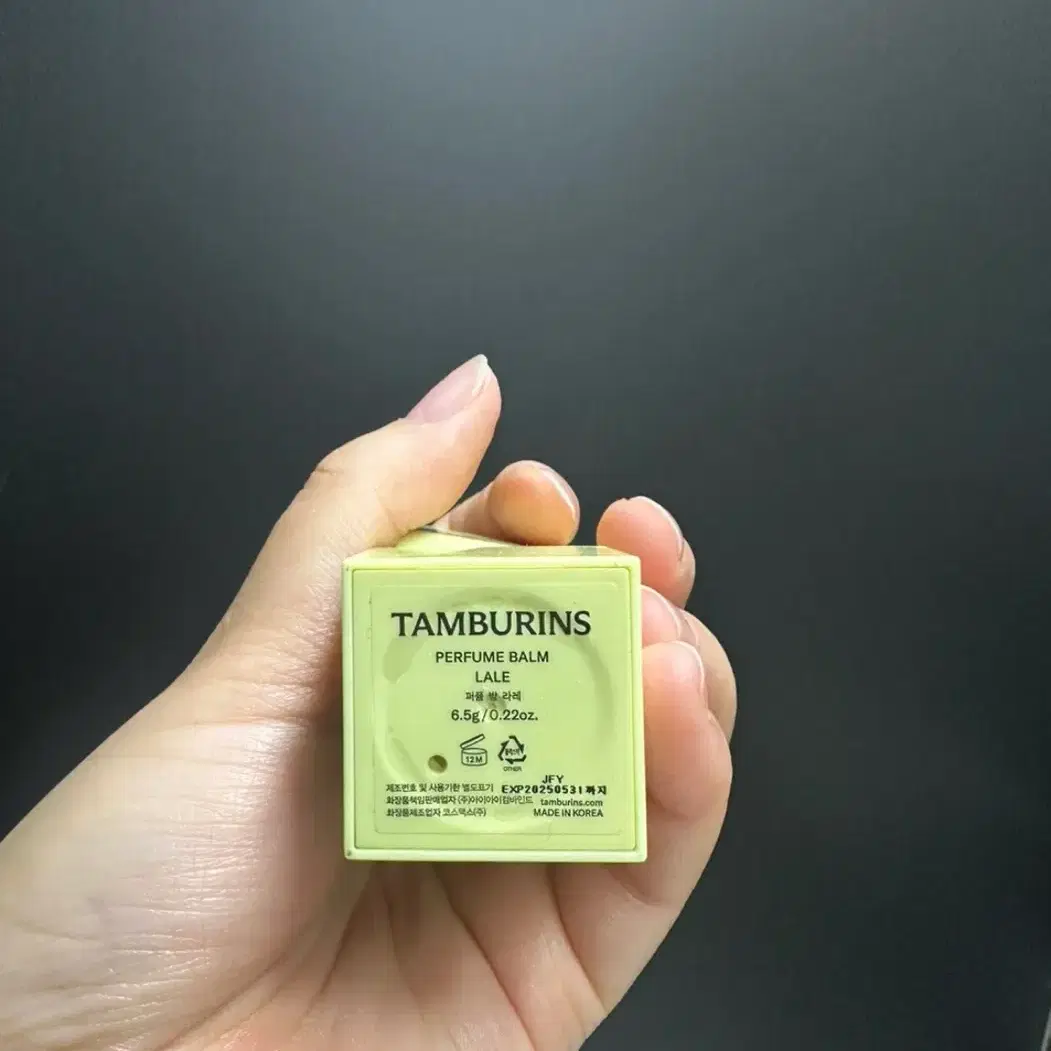 TAMBURINS
PERFUME BALM
LALE
퍼퓸 밤 라레
6.5g/0.22oz.
12M
OTHER
JFY
제조번호 및 사용기한 별도표기 EXP20250531까지
화장품책임판매업자 (주)아이아이컴바인드 tamburins.com
화장품제조업자 코스맥스(주) MADE IN KOREA